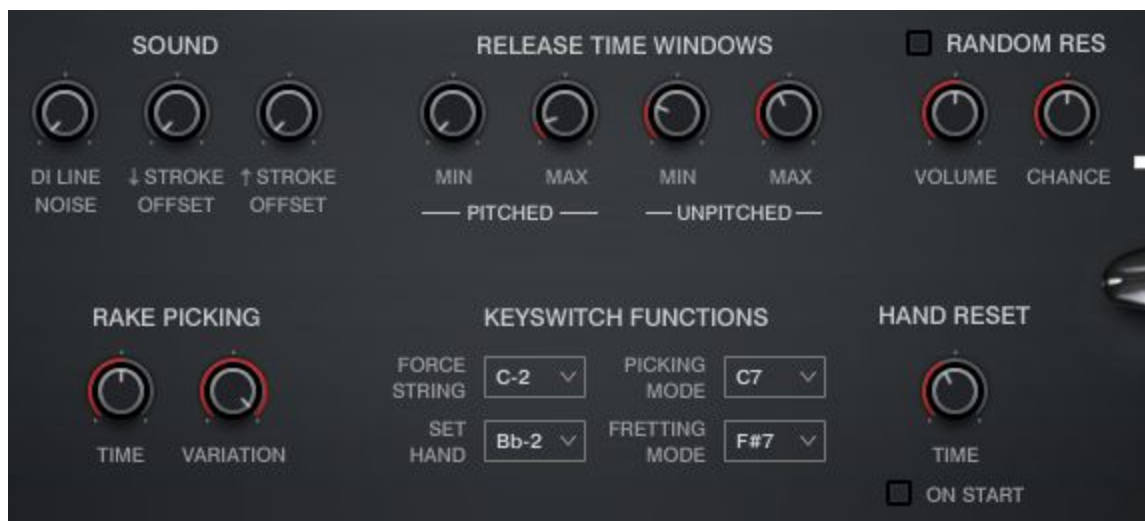 SOUND
RELEASE TIME WINDOWS
RANDOM RES
DI LINE NOISE
↓ STROKE OFFSET
↑ STROKE OFFSET
MIN
MAX
MIN
MAX
PITCHED
UNPITCHED
VOLUME
CHANCE
RAKE PICKING
TIME
VARIATION
KEYSWITCH FUNCTIONS
FORCE STRING
C-2
PICKING MODE
C7
SET HAND
Bb-2
FRETTING MODE
F#7
HAND RESET
TIME
ON START